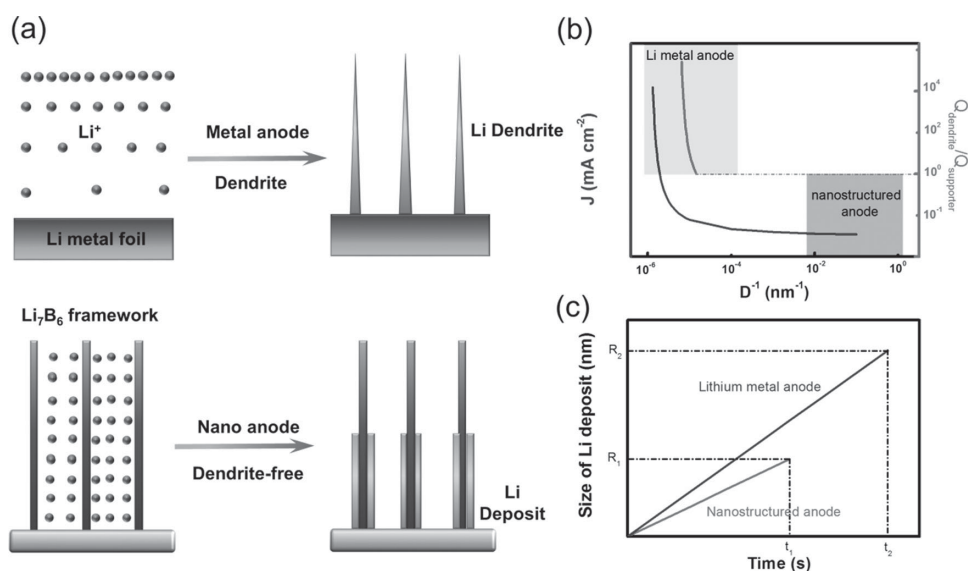 (a)
Li⁺
Metal anode
Dendrite
Li Dendrite
Li metal foil
Li₇B₆ framework
Nano anode
Dendrite-free
Li
Deposit
(b)
Li metal anode
nanostructured
anode
J (mA cm⁻²)
10⁴
10²
10⁰
10⁻¹
Q_dendrite/Q_supporter
10⁻⁶
10⁻⁴
10⁻²
10⁰
D⁻¹ (nm⁻¹)
(c)
Size of Li deposit (nm)
R₂
R₁
Lithium metal anode
Nanostructured anode
t₁
t₂
Time (s)